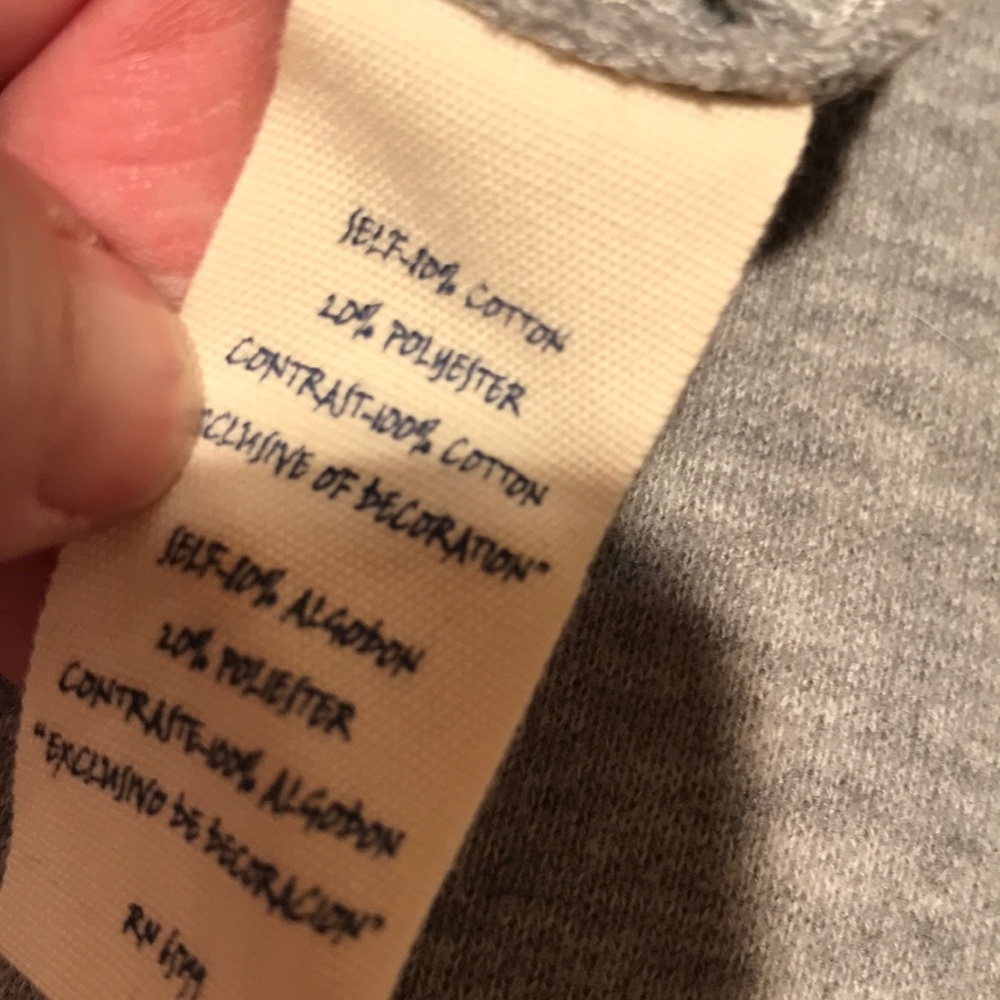 SELF-80% COTTON
20% POLYESTER
CONTRAST-100% COTTON
EXCLUSIVE OF DECORATION"
SELF-80% ALGODON
20% POLIESTER
CONTRASTE-100% ALGODON
"EXCLUSIVO DE DECORACION"
RN